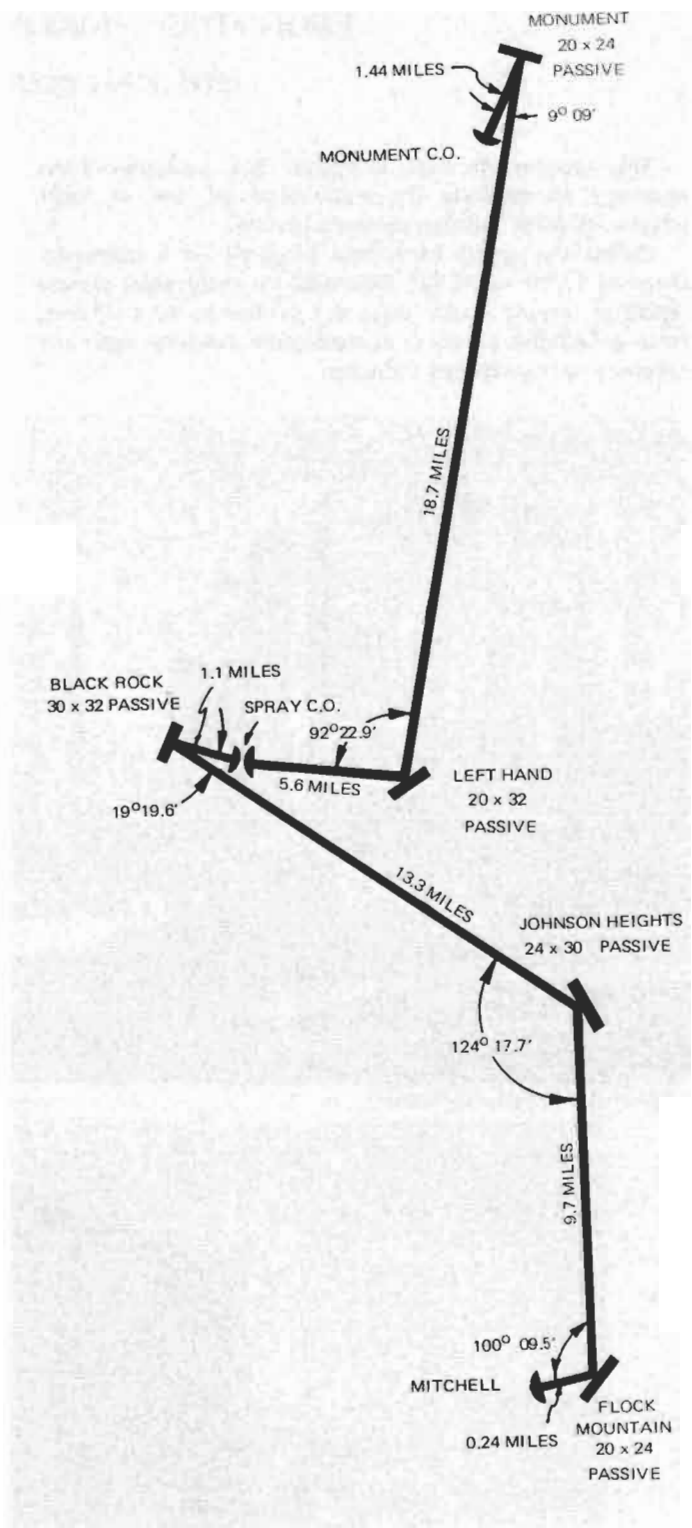 MONUMENT
20 x 24
PASSIVE
1.44 MILES
9° 09'
MONUMENT C.O.
18.7 MILES
BLACK ROCK
30 x 32 PASSIVE
1.1 MILES
SPRAY C.O.
92°22.9'
5.6 MILES
LEFT HAND
20 x 32
PASSIVE
19°19.6'
13.3 MILES
JOHNSON HEIGHTS
24 x 30 PASSIVE
124° 17.7'
9.7 MILES
100° 09.5'
MITCHELL
0.24 MILES
FLOCK
MOUNTAIN
20 x 24
PASSIVE